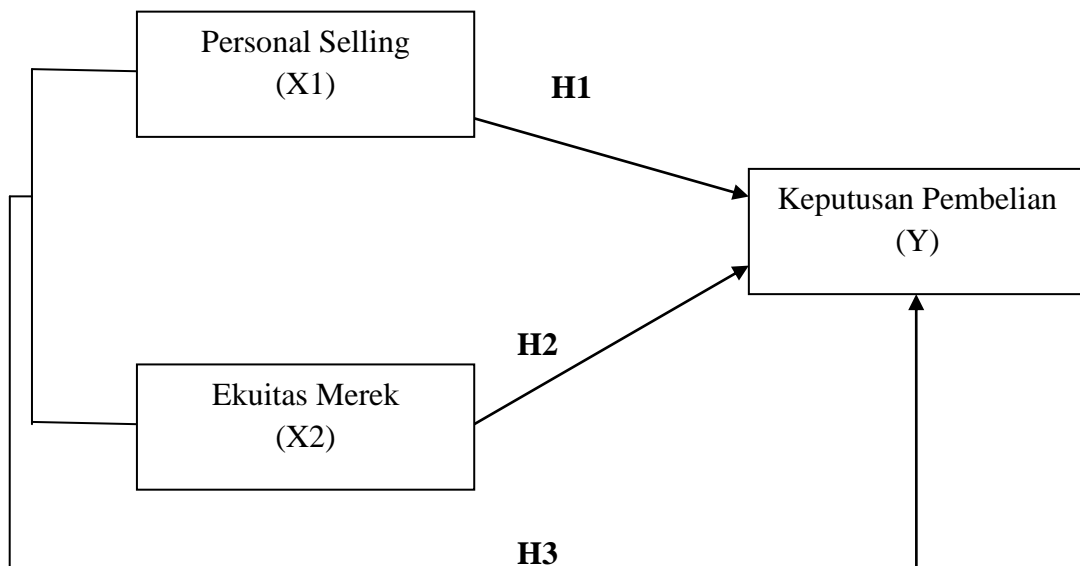 Personal Selling
(X1)
H1
Keputusan Pembelian
(Y)
H2
Ekuitas Merek
(X2)
H3